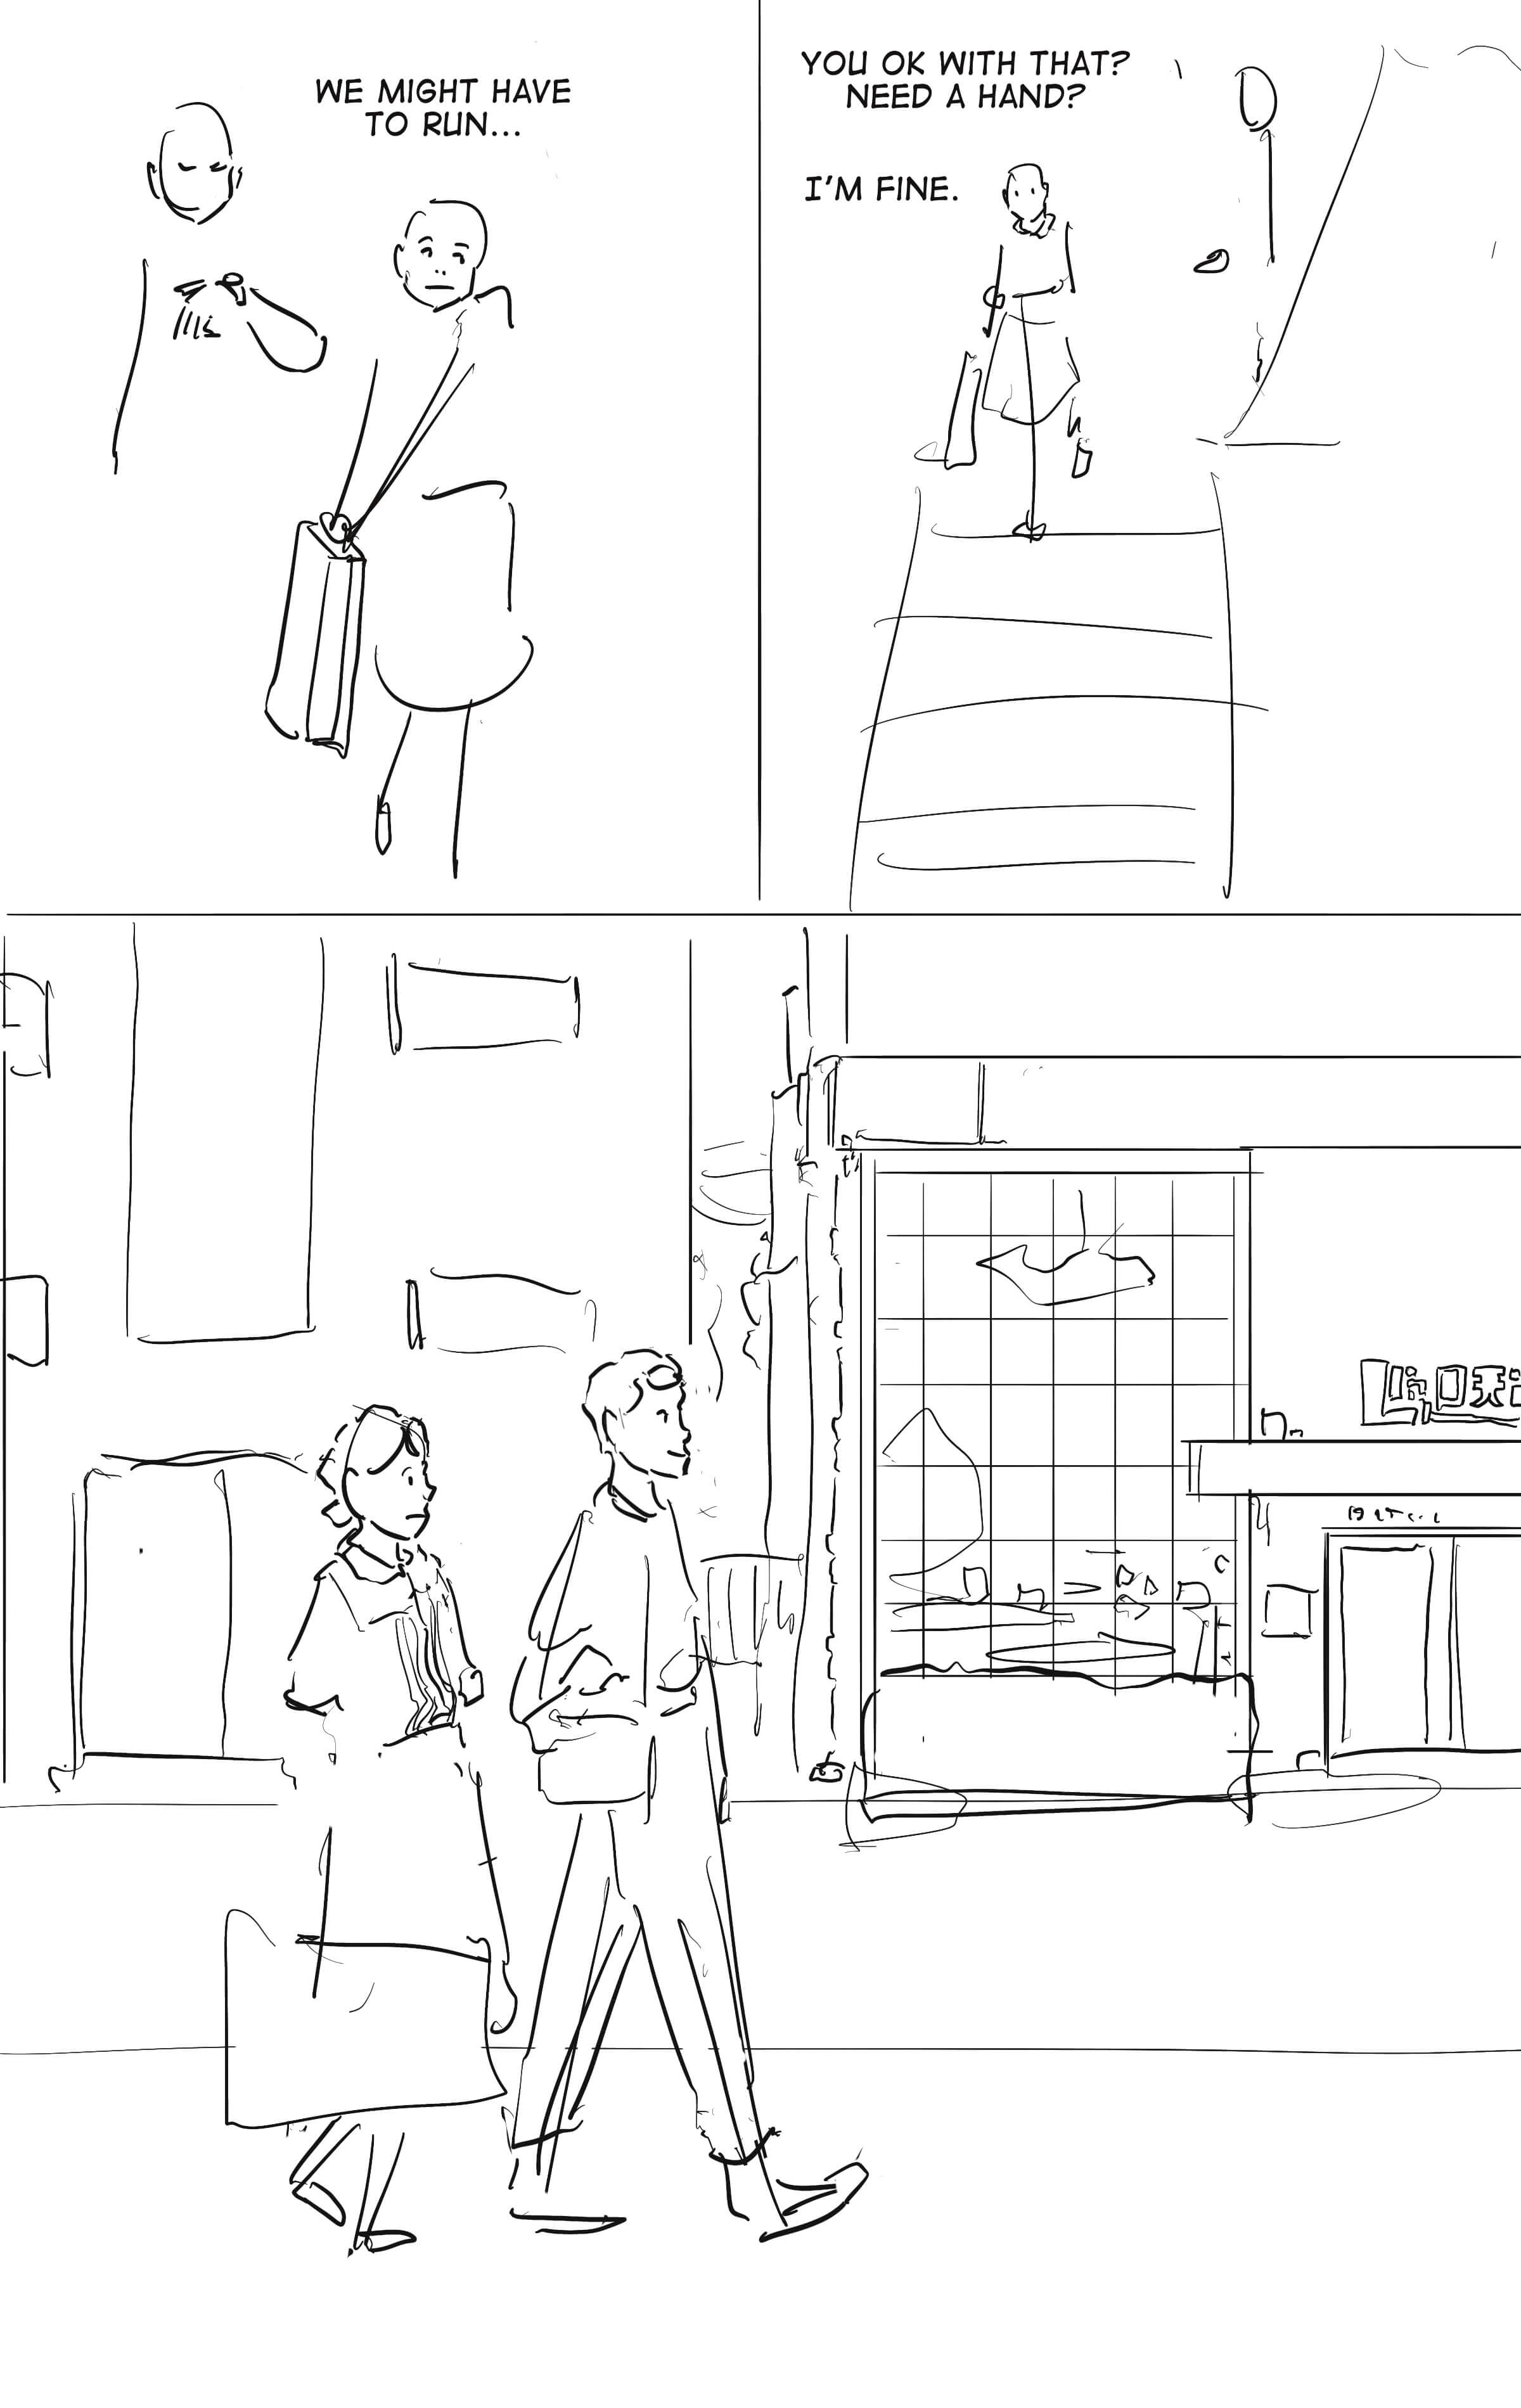 WE MIGHT HAVE
TO RUN...
YOU OK WITH THAT?
NEED A HAND?
I'M FINE.